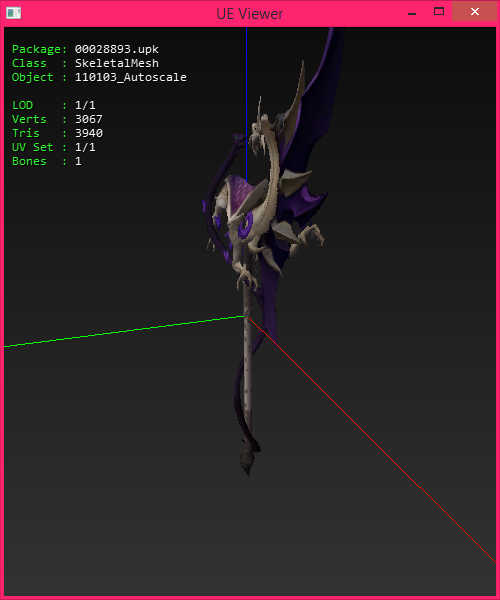 UE Viewer
Package: 00028893.upk
Class  : SkeletalMesh
Object : 110103_Autoscale
LOD    : 1/1
Verts  : 3067
Tris   : 3940
UV Set : 1/1
Bones  : 1